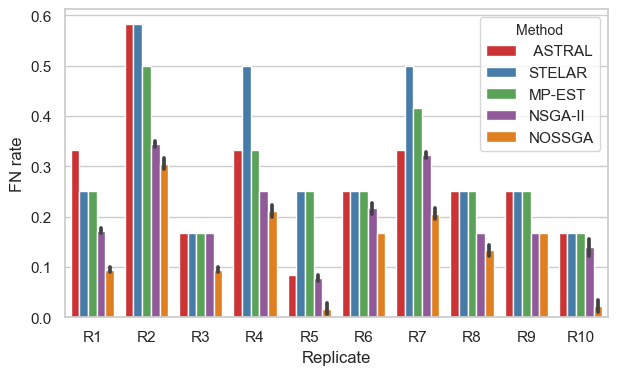 FN rate
0.6
0.5
0.4
0.3
0.2
0.1
0.0
Method
ASTRAL
STELAR
MP-EST
NSGA-II
NOSSGA
R1 R2 R3 R4 R5 R6 R7 R8 R9 R10
Replicate